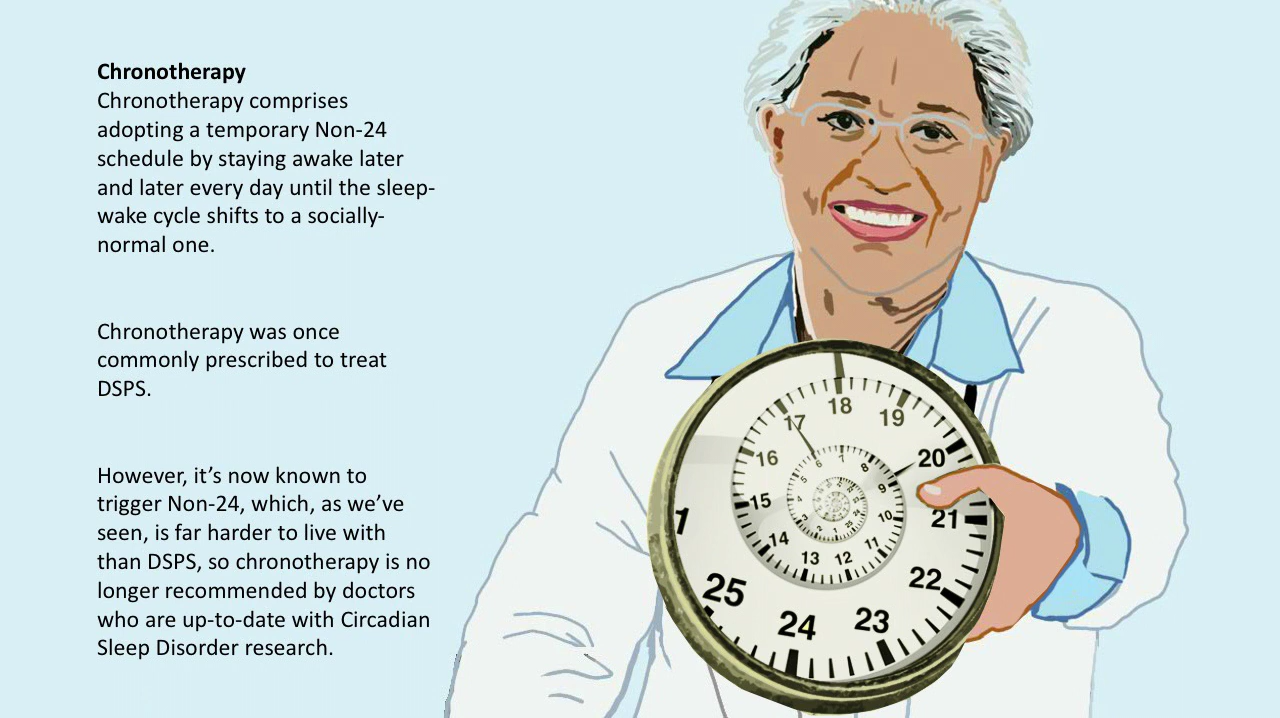 Chronotherapy
Chronotherapy comprises
adopting a temporary Non-24
schedule by staying awake later
and later every day until the sleep-
wake cycle shifts to a socially-
normal one.
Chronotherapy was once
commonly prescribed to treat
DSPS.
However, it’s now known to
trigger Non-24, which, as we’ve
seen, is far harder to live with
than DSPS, so chronotherapy is no
longer recommended by doctors
who are up-to-date with Circadian
Sleep Disorder research.
18
17
19
16
20
15
21
14
13
12
11
10
9
8
7
6
1
25
24
23
22